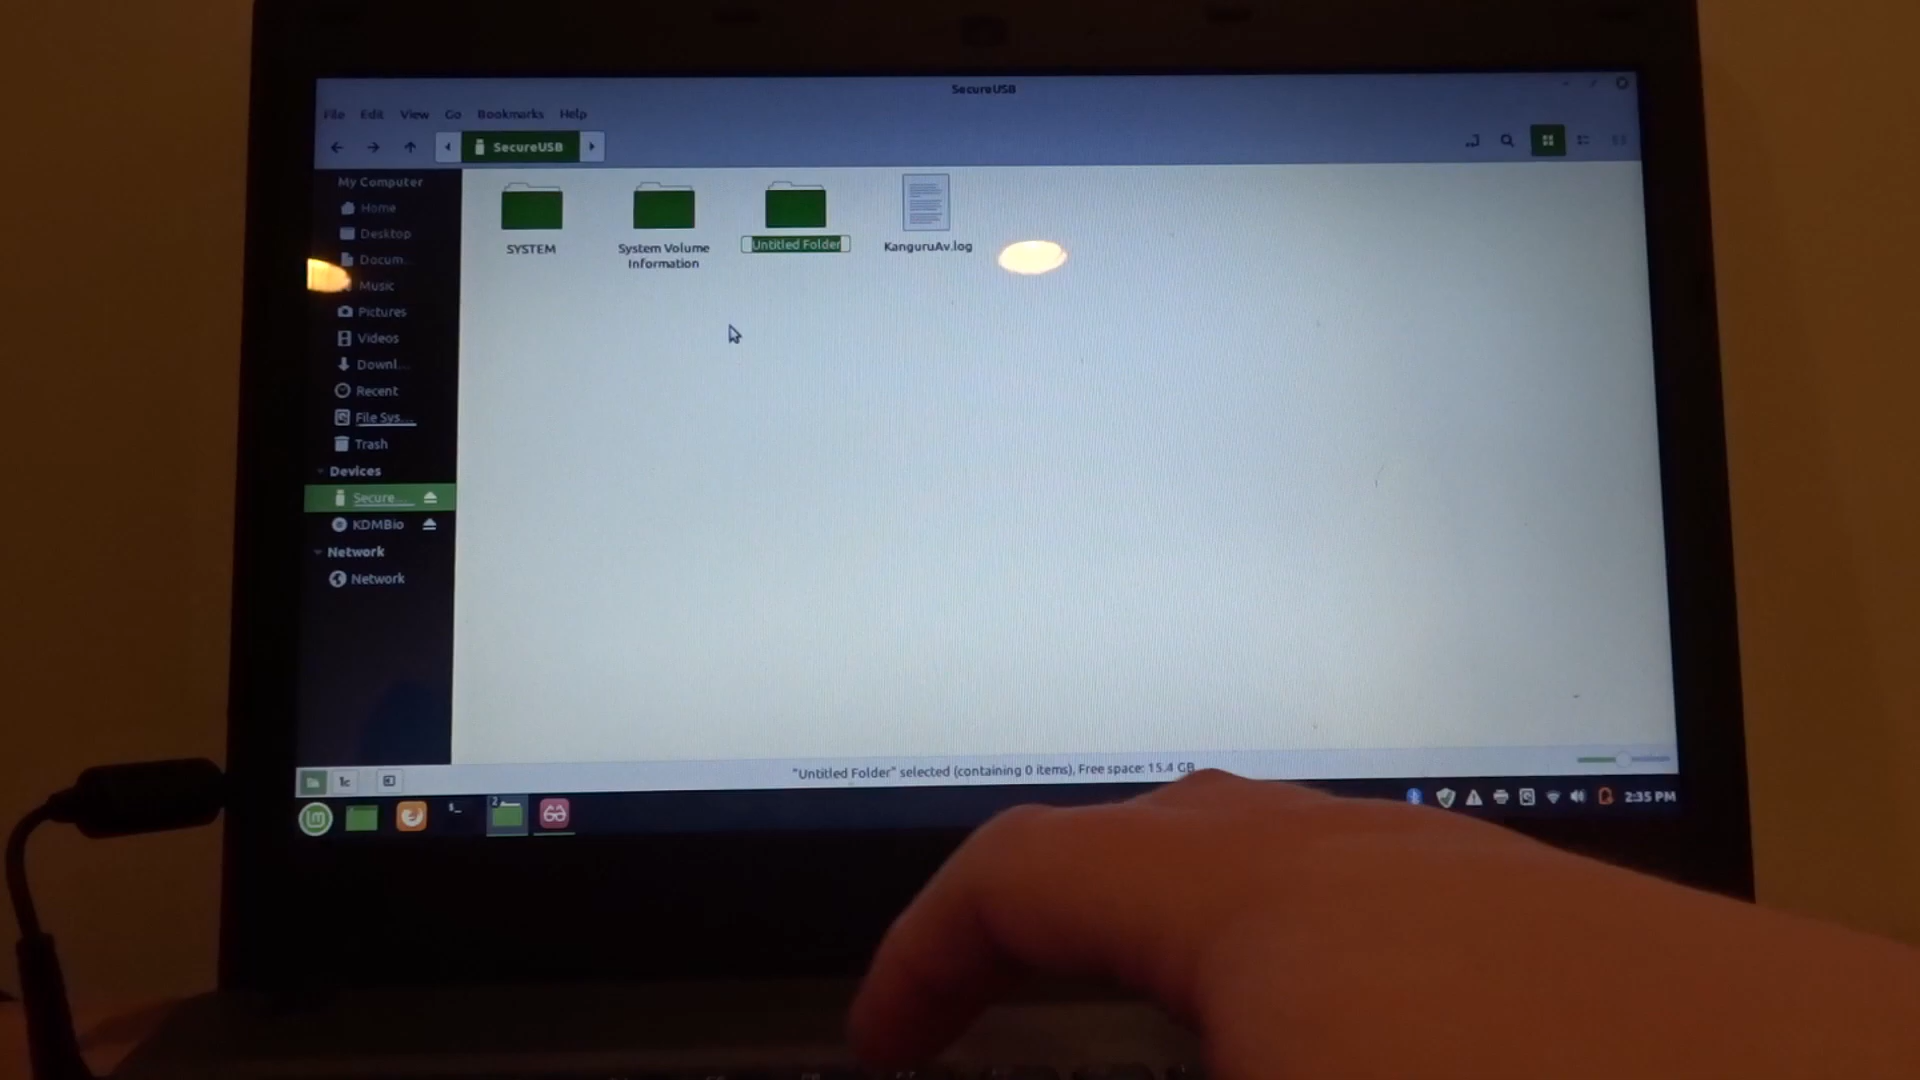 SecureUSB
File Edit View Go Bookmarks Help
SecureUSB
My Computer
Home
Desktop
Docum...
Music
Pictures
Videos
Downl...
Recent
File Sys...
Trash
Devices
Secure...
KDMBio
Network
Network
SYSTEM
System Volume
Information
Untitled Folder
KanguruAv.log
"Untitled Folder" selected (containing 0 items), Free space: 15.4 GB
2
2:35 PM